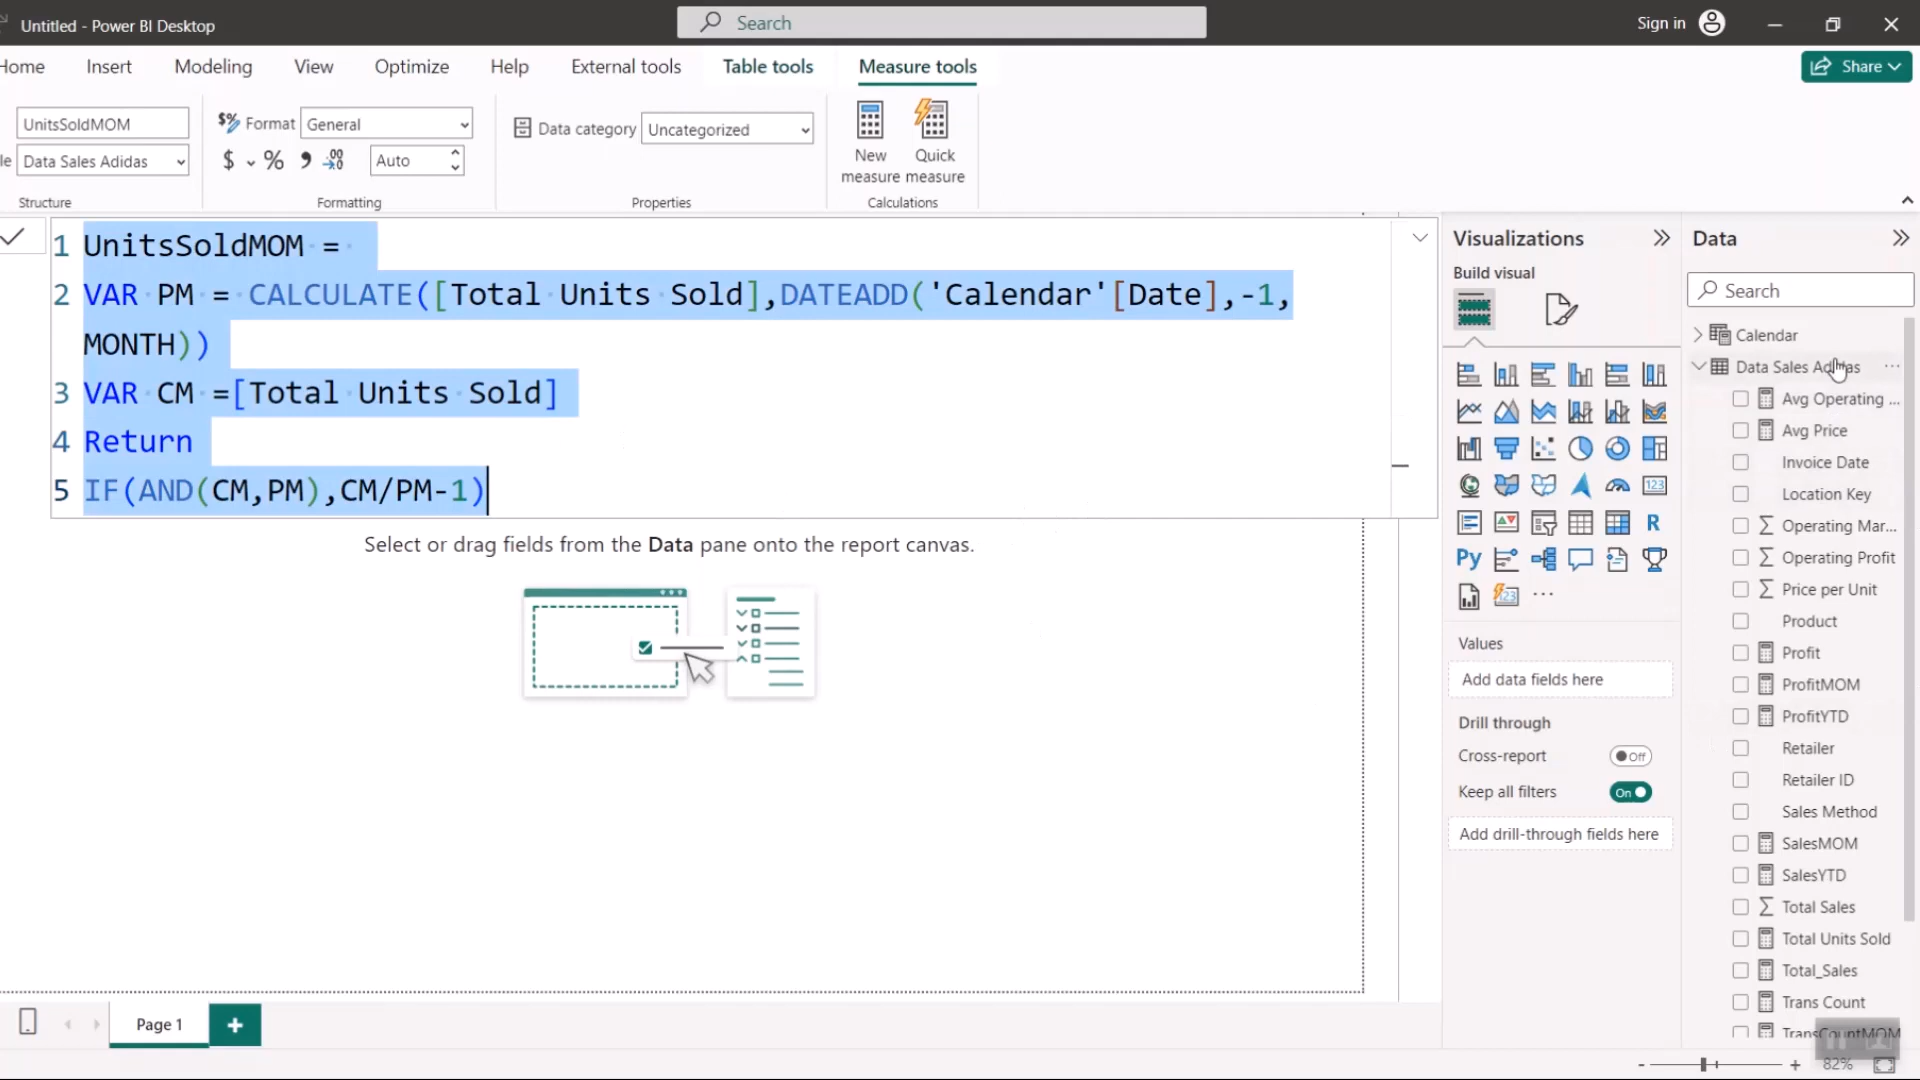 Untitled - Power BI Desktop
Search
Sign in
Home
Insert
Modeling
View
Optimize
Help
External tools
Table tools
Measure tools
Share
UnitsSoldMOM
Format
General
Data category
Uncategorized
New measure
Quick measure
Data Sales Adidas
$ % 9 .00
Auto
Structure
Formatting
Properties
Calculations
1 UnitsSoldMOM =
2 VAR PM = CALCULATE([Total Units Sold],DATEADD('Calendar'[Date],-1,
MONTH))
3 VAR CM =[Total Units Sold]
4 Return
5 IF(AND(CM,PM),CM/PM-1)
Select or drag fields from the Data pane onto the report canvas.
Visualizations
Build visual
123
R
Py
123
Values
Add data fields here
Drill through
Cross-report
Off
Keep all filters
On
Add drill-through fields here
Data
Search
Calendar
Data Sales Adidas
Avg Operating ...
Avg Price
Invoice Date
Location Key
Operating Mar...
Operating Profit
Price per Unit
Product
Profit
ProfitMOM
ProfitYTD
Retailer
Retailer ID
Sales Method
SalesMOM
SalesYTD
Total Sales
Total Units Sold
Total_Sales
Trans Count
TransCountMOM
Page 1
- + 82%